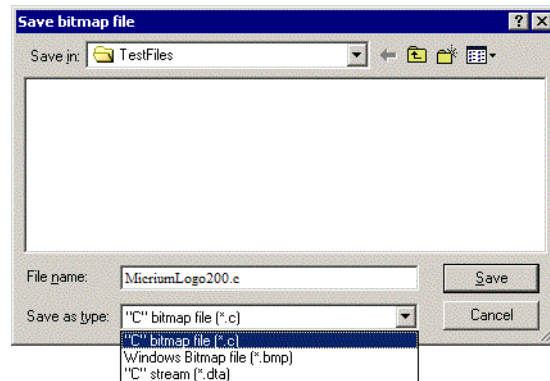 Save bitmap file
Save in: TestFiles
File name: MicriumLogo200.c Save
Save as type: "C" bitmap file (*.c) Cancel
"C" bitmap file (*.c)
Windows Bitmap file (*.bmp)
"C" stream (*.dta)